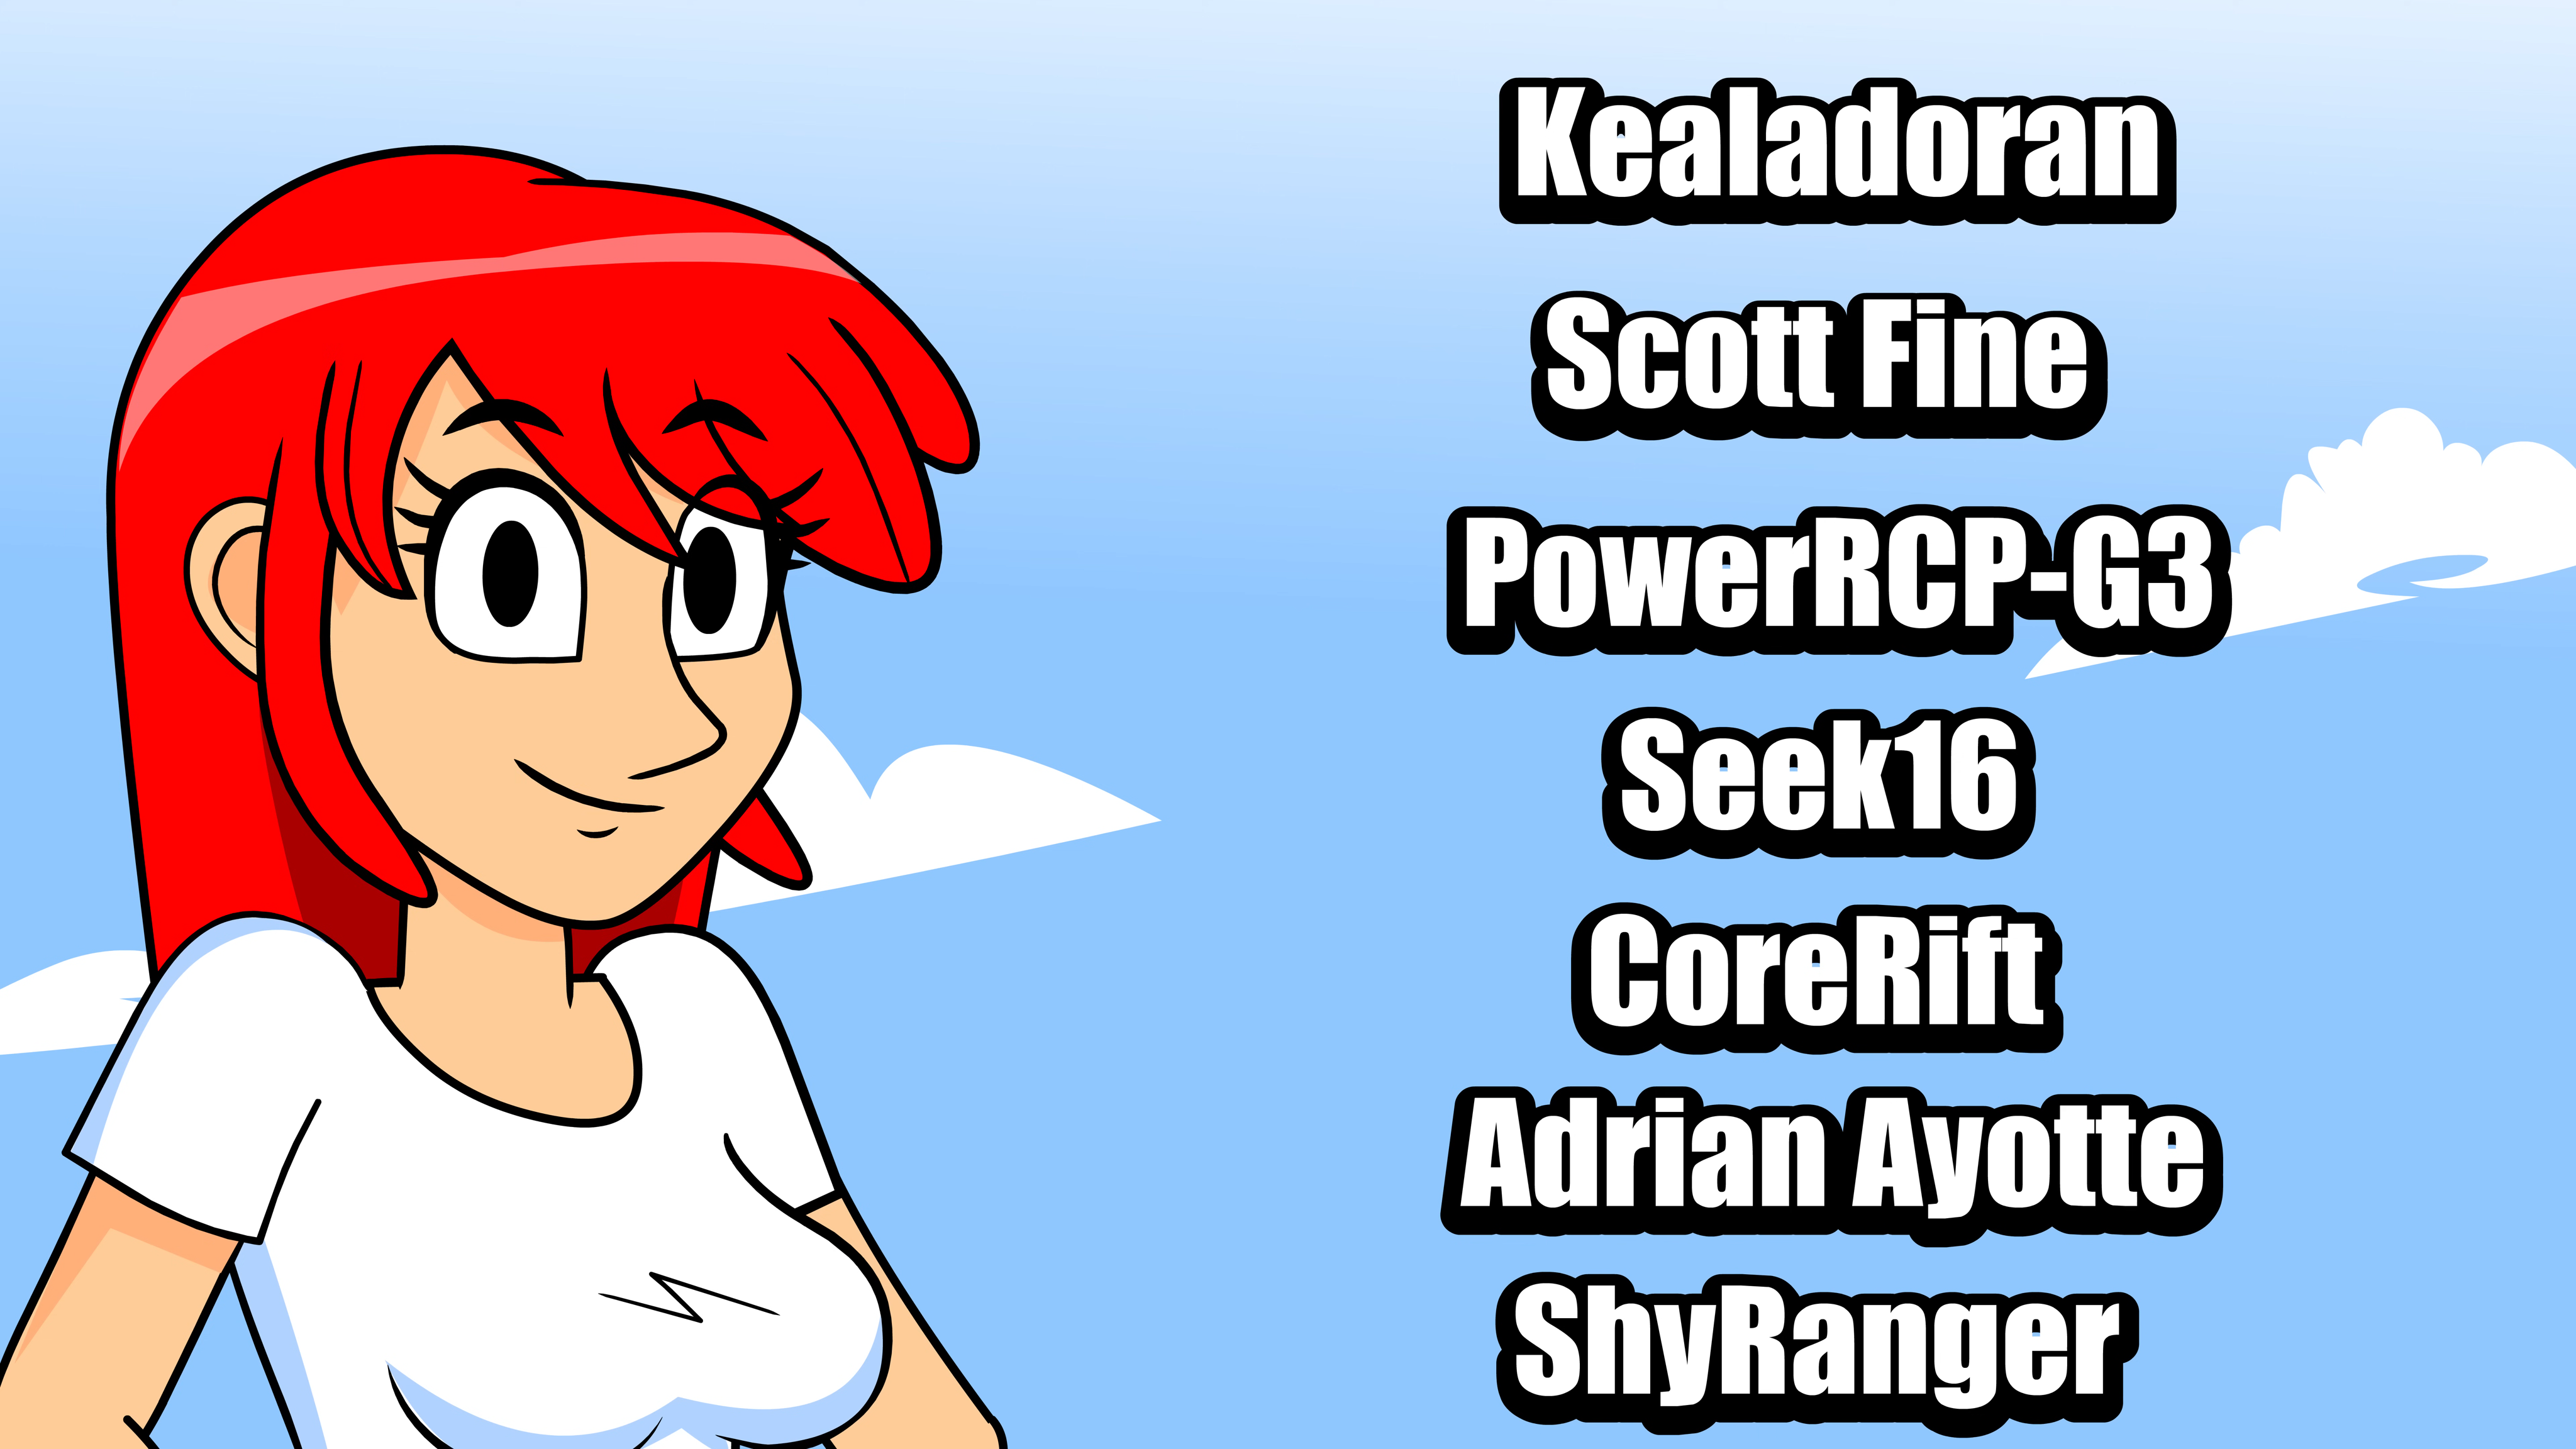 Kealadoran
Scott Fine
PowerRCP-G3
Seek16
CoreRift
Adrian Ayotte
ShyRanger